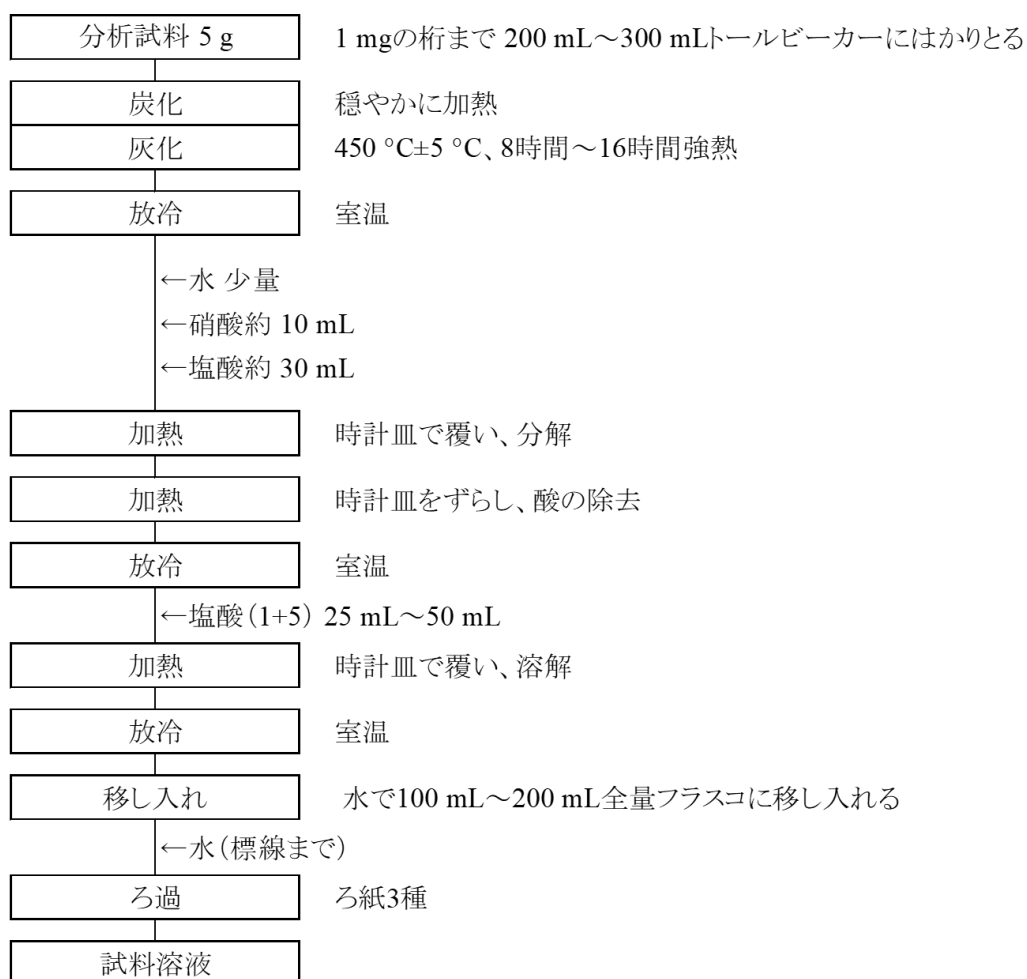 分析試料 5 g 1 mgの桁まで 200 mL～300 mLトールビーカーにはかりとる
炭化 穏やかに加熱
灰化 450 °C±5 °C、8時間～16時間強熱
放冷 室温
←水 少量
←硝酸約 10 mL
←塩酸約 30 mL
加熱 時計皿で覆い、分解
加熱 時計皿をずらし、酸の除去
放冷 室温
←塩酸（1+5） 25 mL～50 mL
加熱 時計皿で覆い、溶解
放冷 室温
移し入れ 水で100 mL～200 mL全量フラスコに移し入れる
←水（標線まで）
ろ過 ろ紙3種
試料溶液